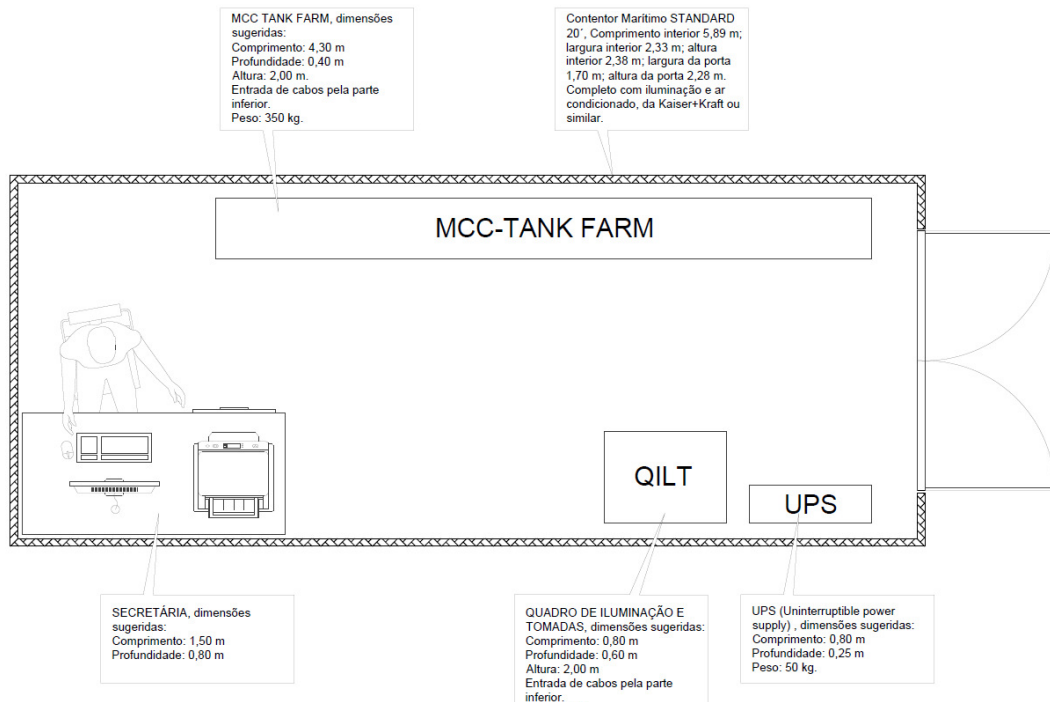 MCC TANK FARM, dimensões
sugeridas:
Comprimento: 4,30 m
Profundidade: 0,40 m
Altura: 2,00 m.
Entrada de cabos pela parte
inferior.
Peso: 350 kg.
Contentor Marítimo STANDARD
20´, Comprimento interior 5,89 m;
largura interior 2,33 m; altura
interior 2,38 m; largura da porta
1,70 m; altura da porta 2,28 m.
Completo com iluminação e ar
condicionado, da Kaiser+Kraft ou
similar.
MCC-TANK FARM
QILT
UPS
SECRETÁRIA, dimensões
sugeridas:
Comprimento: 1,50 m
Profundidade: 0,80 m
QUADRO DE ILUMINAÇÃO E
TOMADAS, dimensões sugeridas:
Comprimento: 0,80 m
Profundidade: 0,60 m
Altura: 2,00 m
Entrada de cabos pela parte
inferior.
UPS (Uninterruptible power
supply) , dimensões sugeridas:
Comprimento: 0,80 m
Profundidade: 0,25 m
Peso: 50 kg.